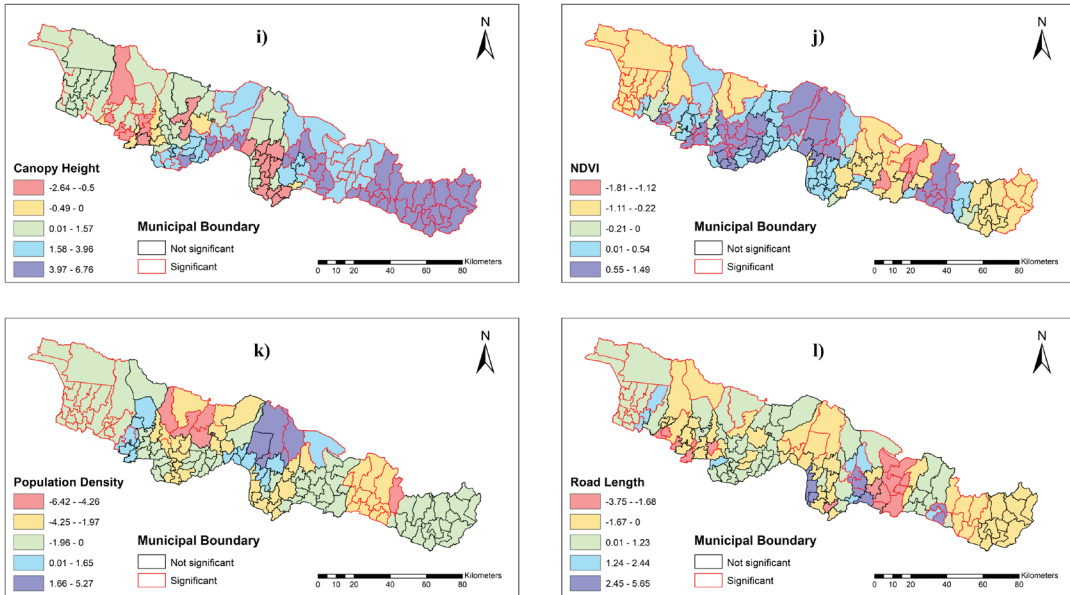 i)
N
Canopy Height
-2.64 - -0.5
-0.49 - 0
0.01 - 1.57
1.58 - 3.96
3.97 - 6.76
Municipal Boundary
Not significant
Significant
Kilometers
0 20 40 60 80
j)
N
NDVI
-1.81 - -1.12
-1.11 - -0.22
-0.21 - 0
0.01 - 0.54
0.55 - 1.49
Municipal Boundary
Not significant
Significant
Kilometers
0 20 40 60 80
k)
N
Population Density
-6.42 - -4.26
-4.25 - -1.97
-1.96 - 0
0.01 - 1.65
1.66 - 5.27
Municipal Boundary
Not significant
Significant
Kilometers
0 20 40 60 80
l)
N
Road Length
-3.75 - -1.68
-1.67 - 0
0.01 - 1.23
1.24 - 2.44
2.45 - 5.65
Municipal Boundary
Not significant
Significant
Kilometers
0 20 40 60 80